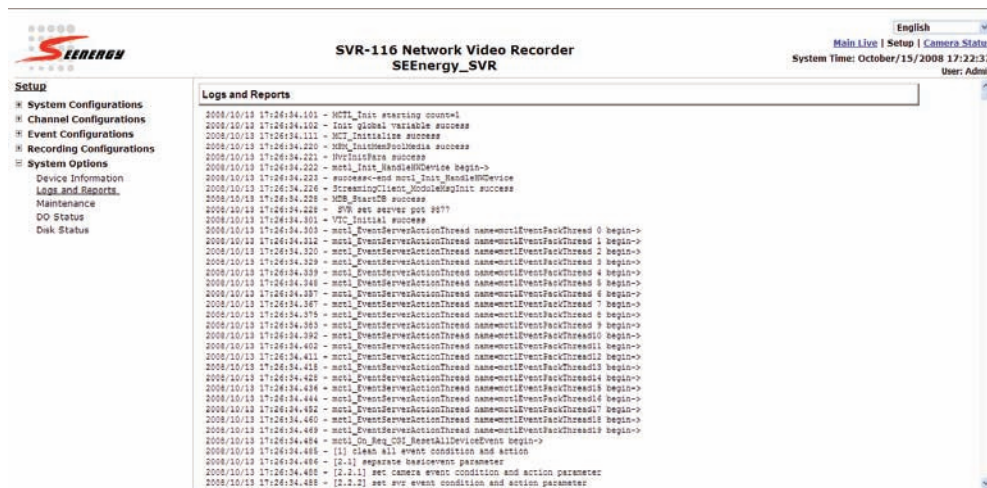 English
SEENERGY
SVR-116 Network Video Recorder
SEEnergy_SVR
Main Live | Setup | Camera Statu
System Time: October/15/2008 17:22:3
User: Admi
Setup
System Configurations
Channel Configurations
Event Configurations
Recording Configurations
System Options
Device Information
Logs and Reports
Maintenance
DO Status
Disk Status
Logs and Reports
2008/10/13 17:26:34.101 - MCTL_Init starting count=1
2008/10/13 17:26:34.102 - Init global variable success
2008/10/13 17:26:34.111 - MCT_Initialize success
2008/10/13 17:26:34.220 - MEM_InitMemPoolMedia success
2008/10/13 17:26:34.221 - NvrInitPara success
2008/10/13 17:26:34.222 - mctl_Init_HandleHWDevice begin->
2008/10/13 17:26:34.223 - success<-end mctl_Init_HandleHWDevice
2008/10/13 17:26:34.226 - StreamingClient_ModuleMsgInit success
2008/10/13 17:26:34.228 - MDB_StartDB success
2008/10/13 17:26:34.228 - SVR set server pot 9877
2008/10/13 17:26:34.301 - VTC_Initial success
2008/10/13 17:26:34.303 - mctl_EventServerActionThread name=mctlEventPackThread 0 begin->
2008/10/13 17:26:34.312 - mctl_EventServerActionThread name=mctlEventPackThread 1 begin->
2008/10/13 17:26:34.320 - mctl_EventServerActionThread name=mctlEventPackThread 2 begin->
2008/10/13 17:26:34.329 - mctl_EventServerActionThread name=mctlEventPackThread 3 begin->
2008/10/13 17:26:34.339 - mctl_EventServerActionThread name=mctlEventPackThread 4 begin->
2008/10/13 17:26:34.348 - mctl_EventServerActionThread name=mctlEventPackThread 5 begin->
2008/10/13 17:26:34.357 - mctl_EventServerActionThread name=mctlEventPackThread 6 begin->
2008/10/13 17:26:34.367 - mctl_EventServerActionThread name=mctlEventPackThread 7 begin->
2008/10/13 17:26:34.375 - mctl_EventServerActionThread name=mctlEventPackThread 8 begin->
2008/10/13 17:26:34.383 - mctl_EventServerActionThread name=mctlEventPackThread 9 begin->
2008/10/13 17:26:34.392 - mctl_EventServerActionThread name=mctlEventPackThread10 begin->
2008/10/13 17:26:34.402 - mctl_EventServerActionThread name=mctlEventPackThread11 begin->
2008/10/13 17:26:34.411 - mctl_EventServerActionThread name=mctlEventPackThread12 begin->
2008/10/13 17:26:34.418 - mctl_EventServerActionThread name=mctlEventPackThread13 begin->
2008/10/13 17:26:34.428 - mctl_EventServerActionThread name=mctlEventPackThread14 begin->
2008/10/13 17:26:34.436 - mctl_EventServerActionThread name=mctlEventPackThread15 begin->
2008/10/13 17:26:34.444 - mctl_EventServerActionThread name=mctlEventPackThread16 begin->
2008/10/13 17:26:34.452 - mctl_EventServerActionThread name=mctlEventPackThread17 begin->
2008/10/13 17:26:34.460 - mctl_EventServerActionThread name=mctlEventPackThread18 begin->
2008/10/13 17:26:34.469 - mctl_EventServerActionThread name=mctlEventPackThread19 begin->
2008/10/13 17:26:34.484 - mctl_On_Req_CGI_ResetAllDeviceEvent begin->
2008/10/13 17:26:34.485 - [1] clean all event condition and action
2008/10/13 17:26:34.486 - [2.1] separate basicevent parameter
2008/10/13 17:26:34.488 - [2.2.1] set camera event condition and action parameter
2008/10/13 17:26:34.488 - [2.2.2] set svr event condition and action parameter